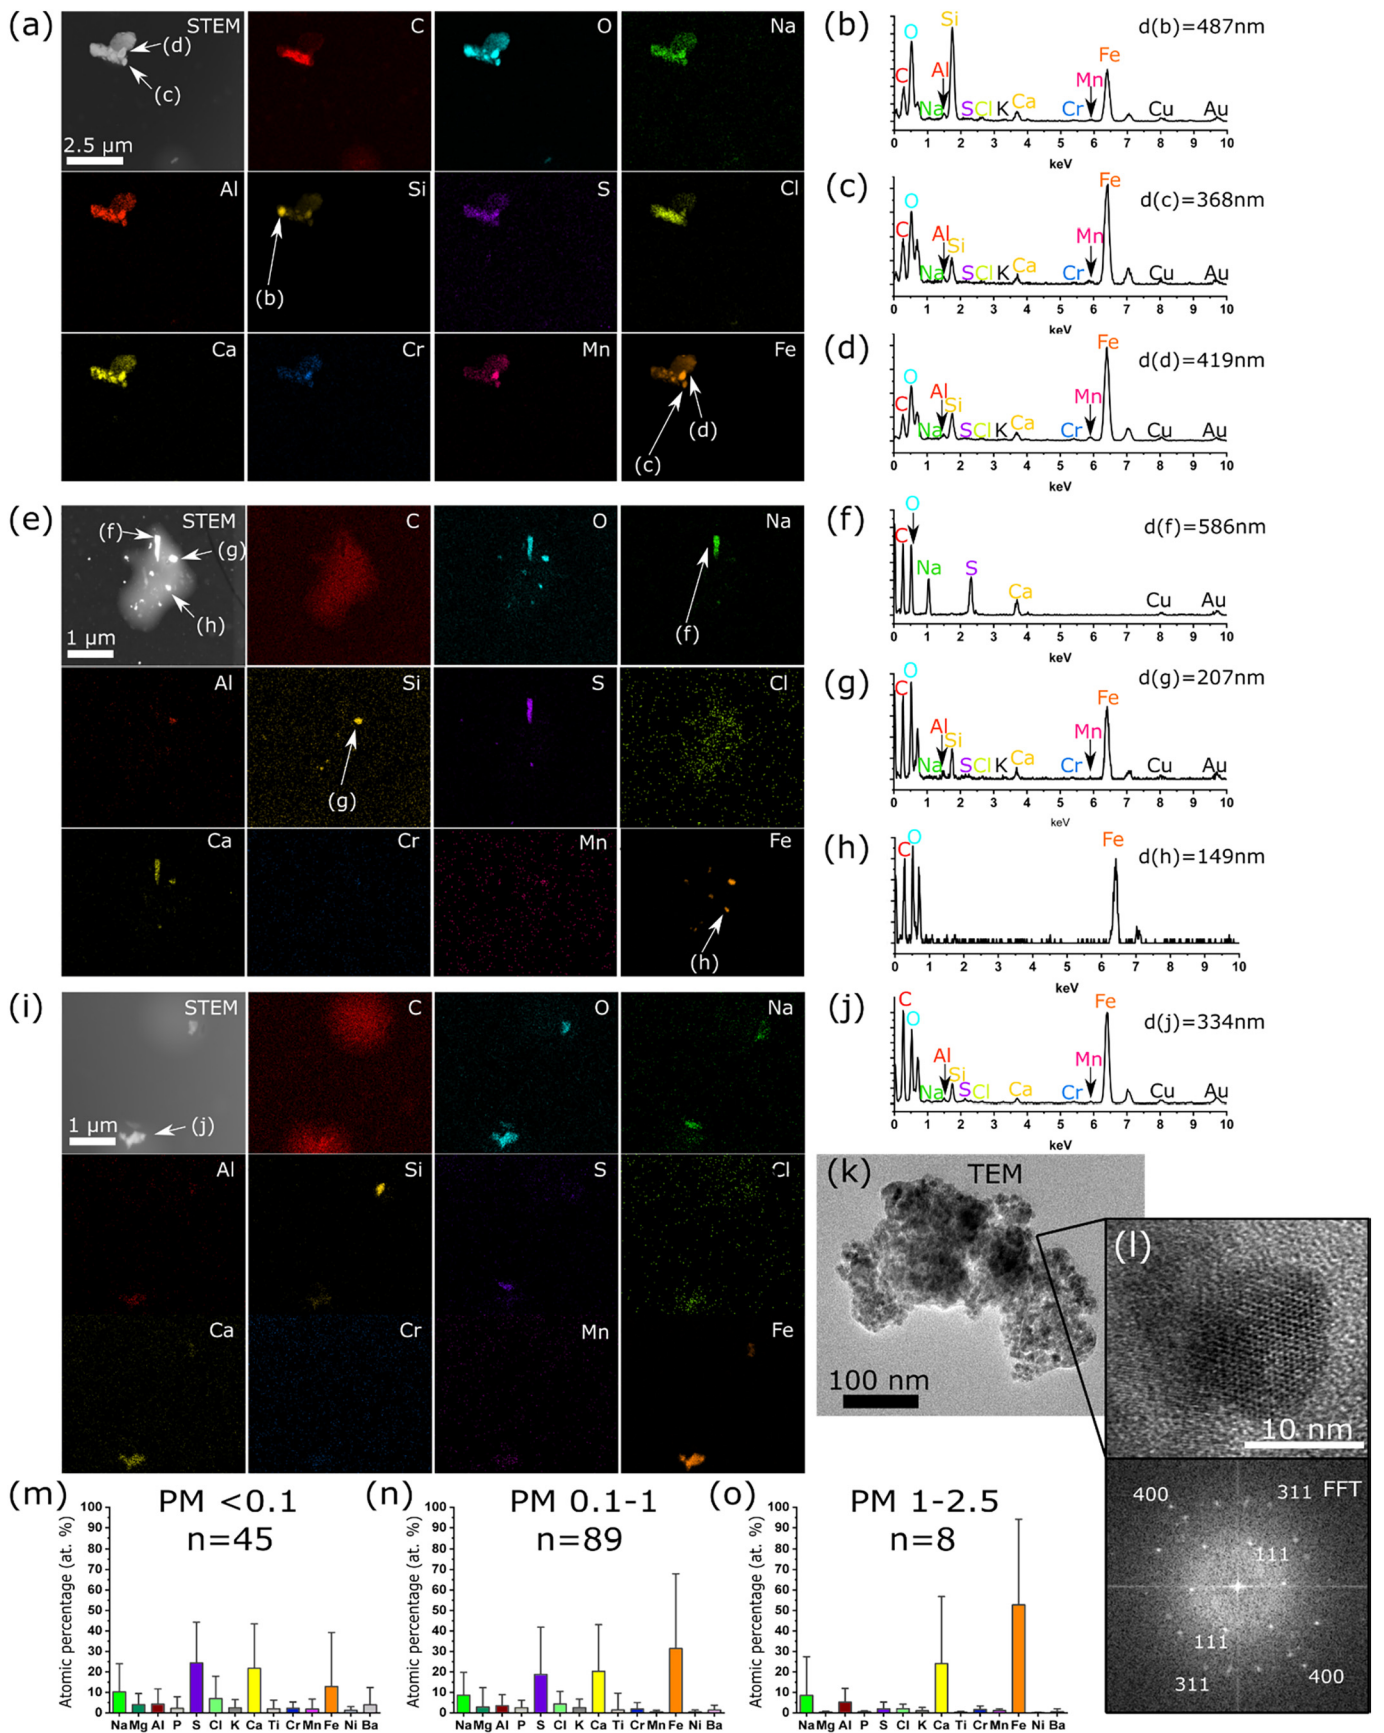 (a)
STEM
(d)
(c)
2.5 µm
C
O
Na
Al
Si
(b)
S
Cl
Ca
Cr
Mn
Fe
(d)
(c)
(b)
d(b)=487nm
C O Na Al Si S Cl K Ca Cr Mn Fe Cu Au
0 1 2 3 4 5 6 7 8 9 10
keV
(c)
d(c)=368nm
C O Na Al Si S Cl K Ca Cr Mn Fe Cu Au
0 1 2 3 4 5 6 7 8 9 10
keV
(d)
d(d)=419nm
C O Na Al Si S Cl K Ca Cr Mn Fe Cu Au
0 1 2 3 4 5 6 7 8 9 10
keV
(e)
STEM
(f)
(g)
(h)
1 µm
C
O
Na
(f)
Al
Si
(g)
S
Cl
Ca
Cr
Mn
Fe
(h)
(f)
d(f)=586nm
C O Na S Ca Cu Au
0 1 2 3 4 5 6 7 8 9 10
keV
(g)
d(g)=207nm
C O Na Al Si S Cl K Ca Cr Mn Fe Cu Au
0 1 2 3 4 5 6 7 8 9 10
keV
(h)
d(h)=149nm
C O Fe
0 1 2 3 4 5 6 7 8 9 10
keV
(i)
STEM
(j)
1 µm
C
O
Na
Al
Si
S
Cl
Ca
Cr
Mn
Fe
(j)
d(j)=334nm
C O Na Al Si S Cl Ca Cr Mn Fe Cu Au
0 1 2 3 4 5 6 7 8 9 10
keV
(k)
TEM
100 nm
(l)
10 nm
FFT
400
311
111
111
311
400
(m)
PM <0.1
n=45
Atomic percentage (at. %)
100
90
80
70
60
50
40
30
20
10
0
Na Mg Al P S Cl K Ca Ti Cr Mn Fe Ni Ba
(n)
PM 0.1-1
n=89
Atomic percentage (at. %)
100
90
80
70
60
50
40
30
20
10
0
Na Mg Al P S Cl K Ca Ti Cr Mn Fe Ni Ba
(o)
PM 1-2.5
n=8
Atomic percentage (at. %)
100
90
80
70
60
50
40
30
20
10
0
Na Mg Al P S Cl K Ca Ti Cr Mn Fe Ni Ba